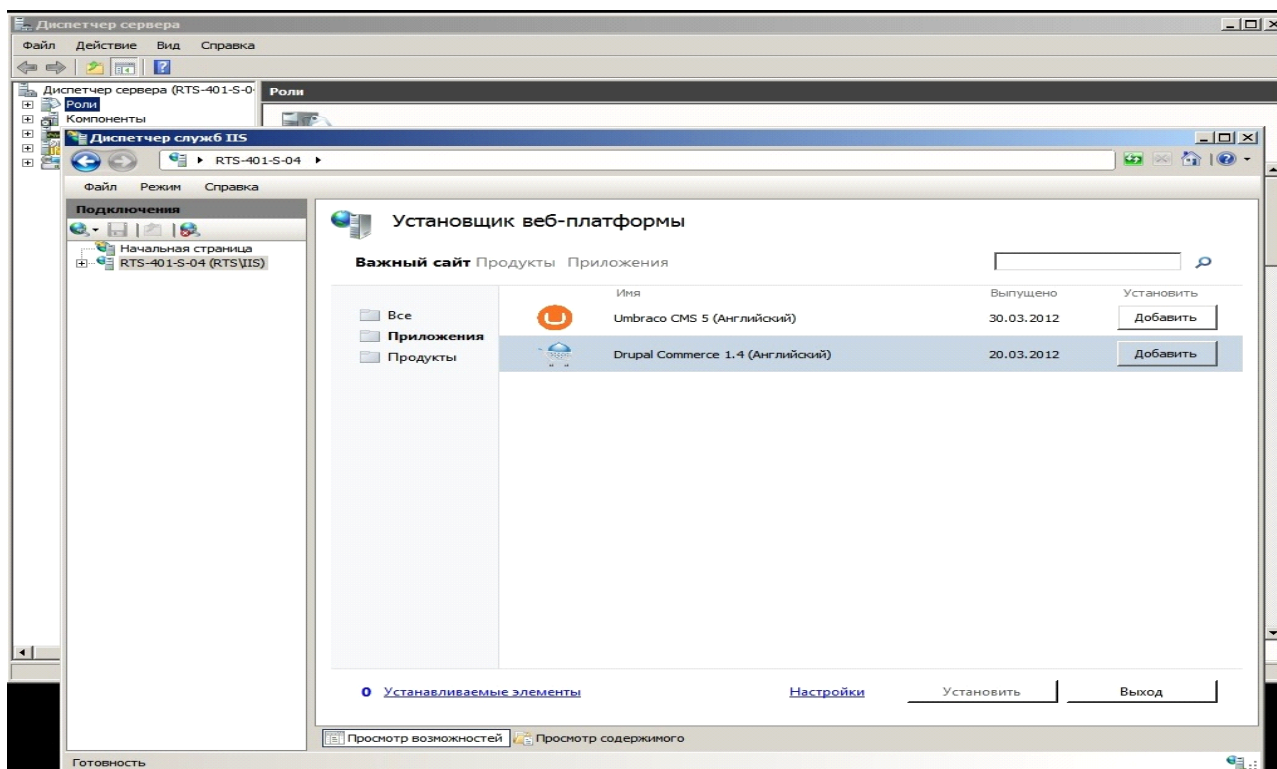 Диспетчер сервера
Файл Действие Вид Справка
Диспетчер сервера (RTS-401-S-0
Роли
Роли
Компоненты
Диспетчер служб IIS
RTS-401-S-04
Файл Режим Справка
Подключения
Начальная страница
RTS-401-S-04 (RTS\IIS)
Установщик веб-платформы
Важный сайт Продукты Приложения
Все
Приложения
Продукты
Имя Выпущено Установить
Umbraco CMS 5 (Английский) 30.03.2012 Добавить
Drupal Commerce 1.4 (Английский) 20.03.2012 Добавить
0 Устанавливаемые элементы Настройки Установить Выход
Просмотр возможностей Просмотр содержимого
Готовность